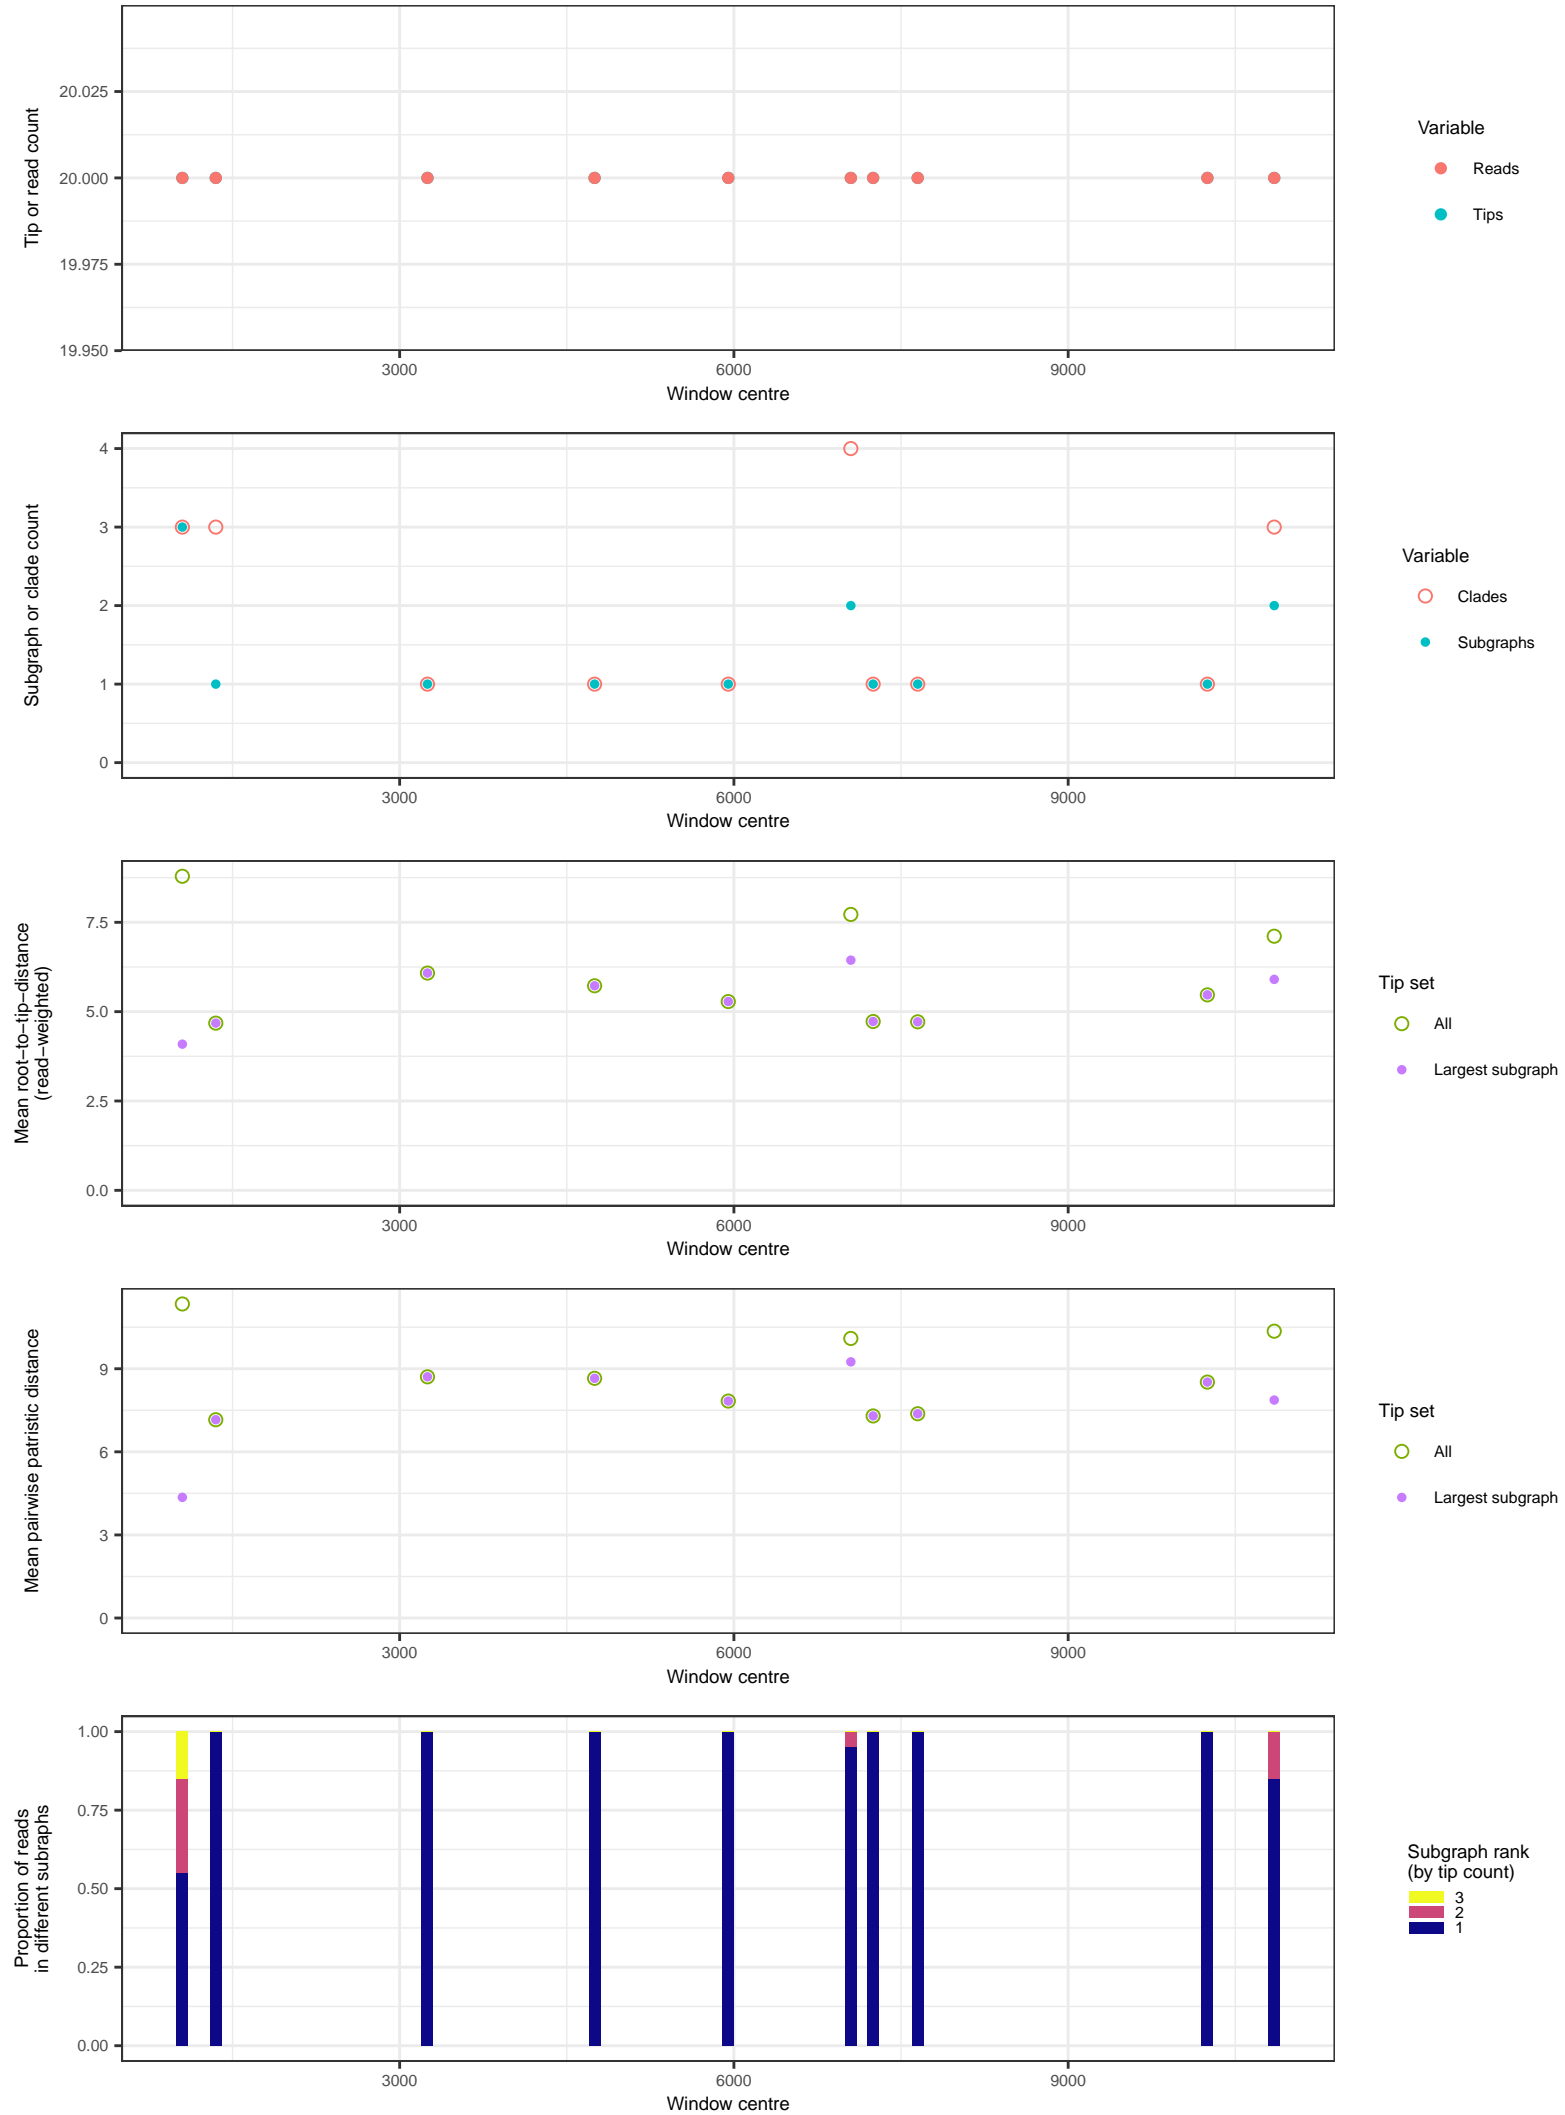 Tip or read count
20.025
20.000
19.975
19.950
3000
6000
9000
Window centre
Variable
Reads
Tips
Subgraph or clade count
4
3
2
1
0
3000
6000
9000
Window centre
Variable
Clades
Subgraphs
Mean root−to−tip−distance
(read−weighted)
7.5
5.0
2.5
0.0
3000
6000
9000
Window centre
Tip set
All
Largest subgraph
Mean pairwise patristic distance
9
6
3
0
3000
6000
9000
Window centre
Tip set
All
Largest subgraph
Proportion of reads
in different subraphs
1.00
0.75
0.50
0.25
0.00
3000
6000
9000
Window centre
Subgraph rank
(by tip count)
3
2
1